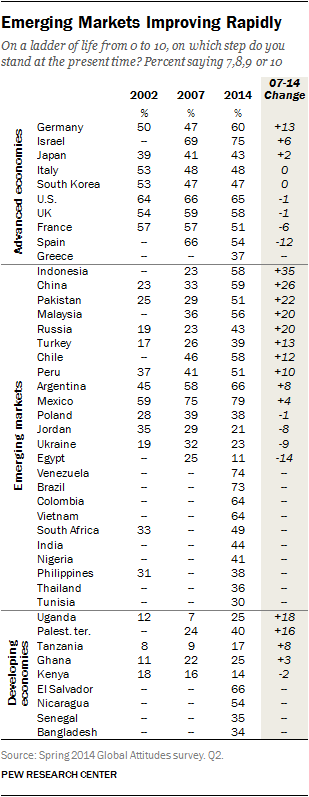 Emerging Markets Improving Rapidly
On a ladder of life from 0 to 10, on which step do you
stand at the present time? Percent saying 7,8,9 or 10
2002 2007 2014 07-14
Change
% % %
Advanced economies
Germany 50 47 60 +13
Israel -- 69 75 +6
Japan 39 41 43 +2
Italy 53 48 48 0
South Korea 53 47 47 0
U.S. 64 66 65 -1
UK 54 59 58 -1
France 57 57 51 -6
Spain -- 66 54 -12
Greece -- -- 37 --
Emerging markets
Indonesia -- 23 58 +35
China 23 33 59 +26
Pakistan 25 29 51 +22
Malaysia -- 36 56 +20
Russia 19 23 43 +20
Turkey 17 26 39 +13
Chile -- 46 58 +12
Peru 37 41 51 +10
Argentina 45 58 66 +8
Mexico 59 75 79 +4
Poland 28 39 38 -1
Jordan 35 29 21 -8
Ukraine 19 32 23 -9
Egypt -- 25 11 -14
Venezuela -- -- 74 --
Brazil -- -- 73 --
Colombia -- -- 64 --
Vietnam -- -- 64 --
South Africa 33 -- 49 --
India -- -- 44 --
Nigeria -- -- 41 --
Philippines 31 -- 38 --
Thailand -- -- 36 --
Tunisia -- -- 30 --
Developing
economies
Uganda 12 7 25 +18
Palest. ter. -- 24 40 +16
Tanzania 8 9 17 +8
Ghana 11 22 25 +3
Kenya 18 16 14 -2
El Salvador -- -- 66 --
Nicaragua -- -- 54 --
Senegal -- -- 35 --
Bangladesh -- -- 34 --
Source: Spring 2014 Global Attitudes survey. Q2.
PEW RESEARCH CENTER